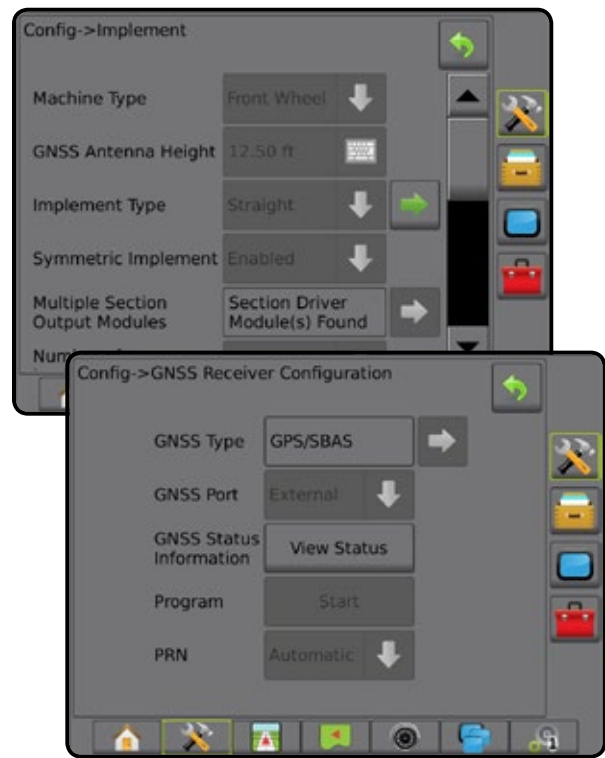 Config->Implement
Machine Type Front Wheel
GNSS Antenna Height 12.50 ft
Implement Type Straight
Symmetric Implement Enabled
Multiple Section
Output Modules
Section Driver
Module(s) Found
Config->GNSS Receiver Configuration
GNSS Type GPS/SBAS
GNSS Port External
GNSS Status
Information
View Status
Program Start
PRN Automatic